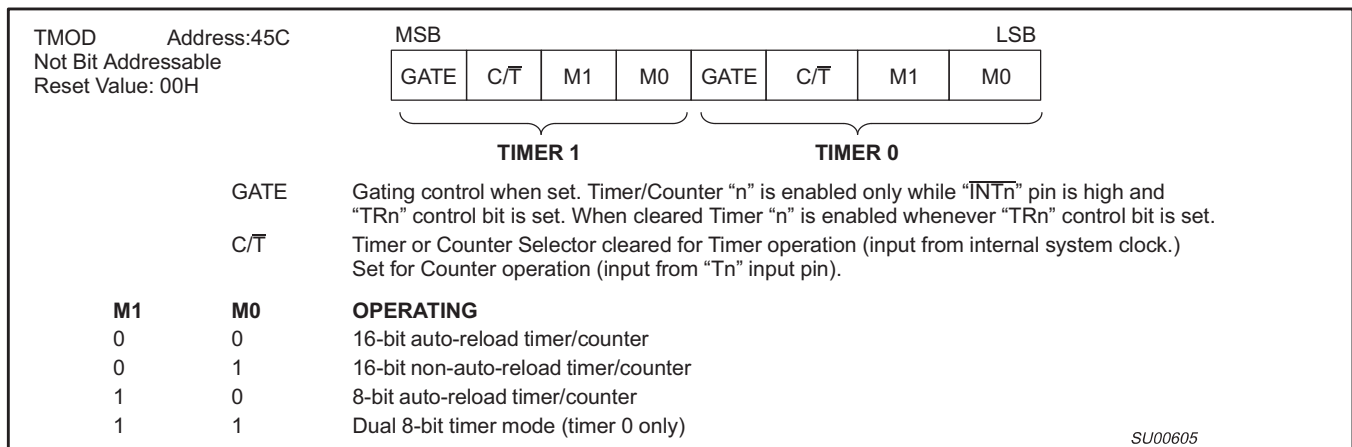 TMOD Address:45C
Not Bit Addressable
Reset Value: 00H
MSB LSB
GATE C/T̅ M1 M0 GATE C/T̅ M1 M0
TIMER 1 TIMER 0
GATE Gating control when set. Timer/Counter “n” is enabled only while “I̅N̅T̅n̅” pin is high and
“TRn” control bit is set. When cleared Timer “n” is enabled whenever “TRn” control bit is set.
C/T̅ Timer or Counter Selector cleared for Timer operation (input from internal system clock.)
Set for Counter operation (input from “Tn” input pin).
M1 M0 OPERATING
0 0 16-bit auto-reload timer/counter
0 1 16-bit non-auto-reload timer/counter
1 0 8-bit auto-reload timer/counter
1 1 Dual 8-bit timer mode (timer 0 only)
SU00605